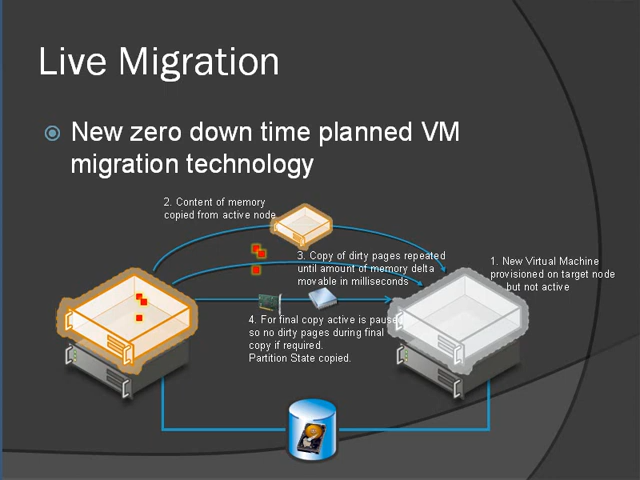 Live Migration
New zero down time planned VM
migration technology
2. Content of memory
copied from active node
3. Copy of dirty pages repeated
until amount of memory delta
movable in milliseconds
1. New Virtual Machine
provisioned on target node
but not active
4. For final copy active is paused
so no dirty pages during final
copy if required.
Partition State copied.